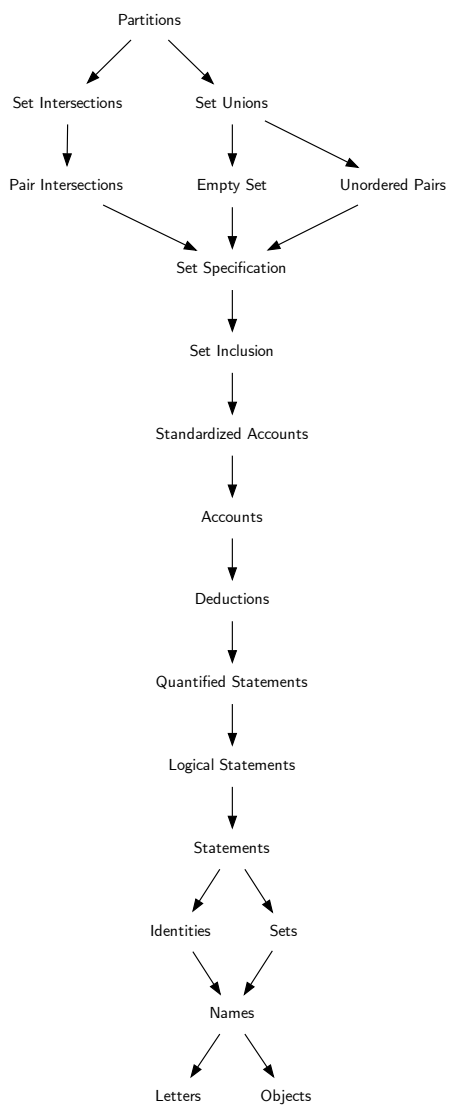 Partitions
Set Intersections
Set Unions
Pair Intersections
Empty Set
Unordered Pairs
Set Specification
Set Inclusion
Standardized Accounts
Accounts
Deductions
Quantified Statements
Logical Statements
Statements
Identities
Sets
Names
Letters
Objects